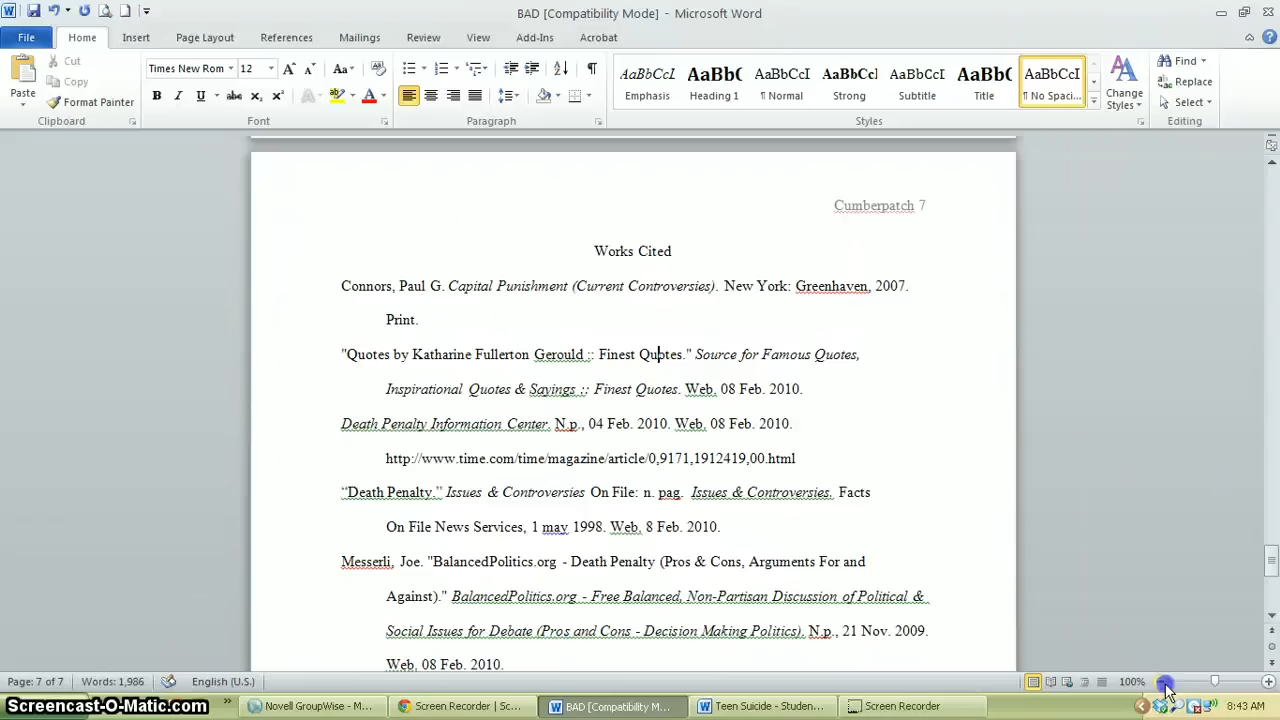 BAD [Compatibility Mode] - Microsoft Word
File Home Insert Page Layout References Mailings Review View Add-Ins Acrobat
Paste
Cut
Copy
Format Painter
Clipboard
Times New Rom 12
Font
Paragraph
AaBbCcI AaBbC AaBbCcI AaBbCcI AaBbCcI AaBbC AaBbCcI
Emphasis Heading 1 ¶ Normal Strong Subtitle Title ¶ No Spaci...
Styles
Change Styles
Find
Replace
Select
Editing
Cumberpatch 7
Works Cited
Connors, Paul G. Capital Punishment (Current Controversies). New York: Greenhaven, 2007.
Print.
"Quotes by Katharine Fullerton Gerould :: Finest Quotes." Source for Famous Quotes,
Inspirational Quotes & Sayings :: Finest Quotes. Web, 08 Feb. 2010.
Death Penalty Information Center. N.p., 04 Feb. 2010. Web, 08 Feb. 2010.
http://www.time.com/time/magazine/article/0,9171,1912419,00.html
“Death Penalty.” Issues & Controversies On File: n. pag. Issues & Controversies. Facts
On File News Services, 1 may 1998. Web, 8 Feb. 2010.
Messerli, Joe. "BalancedPolitics.org - Death Penalty (Pros & Cons, Arguments For and
Against)." BalancedPolitics.org - Free Balanced, Non-Partisan Discussion of Political &
Social Issues for Debate (Pros and Cons - Decision Making Politics). N.p., 21 Nov. 2009.
Web, 08 Feb. 2010.
Page: 7 of 7 Words: 1,986 English (U.S.) 100%
Screencast-O-Matic.com Novell GroupWise - M... Screen Recorder | Sc... BAD [Compatibility M... Teen Suicide - Studen... Screen Recorder 8:43 AM